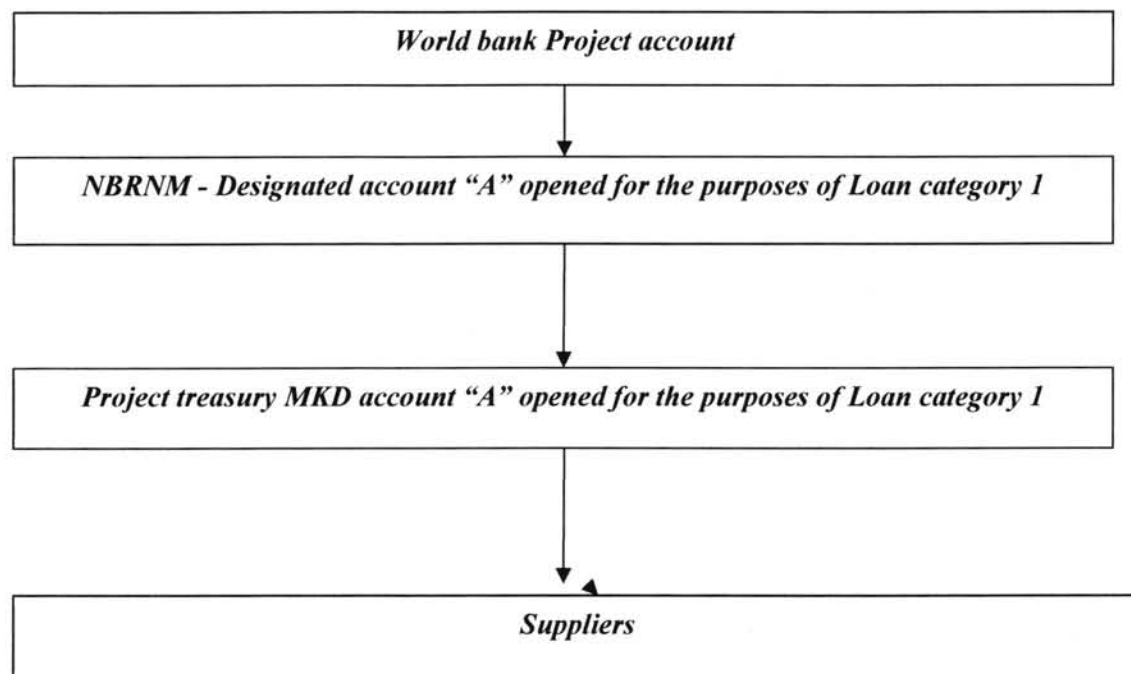 World bank Project account
NBRNM - Designated account “A” opened for the purposes of Loan category 1
Project treasury MKD account “A” opened for the purposes of Loan category 1
Suppliers